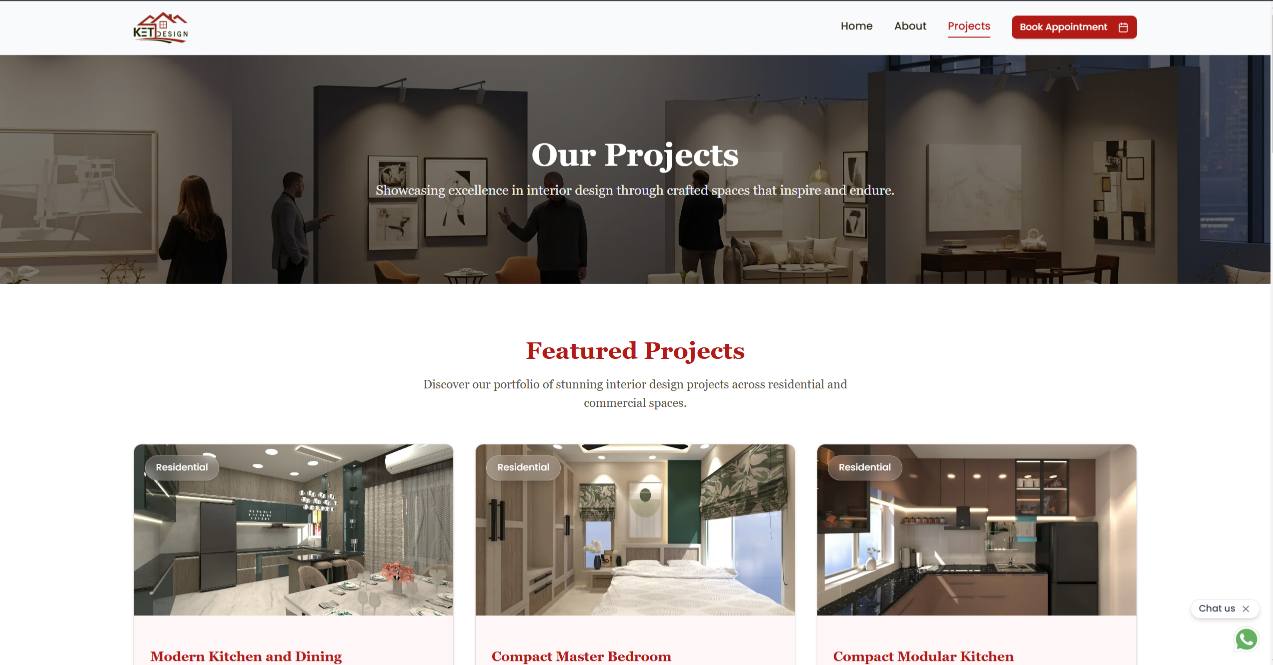 KET DESIGN
Home About Projects Book Appointment
Our Projects
Showcasing excellence in interior design through crafted spaces that inspire and endure.
Featured Projects
Discover our portfolio of stunning interior design projects across residential and
commercial spaces.
Residential Residential Residential
Chat us
Modern Kitchen and Dining Compact Master Bedroom Compact Modular Kitchen